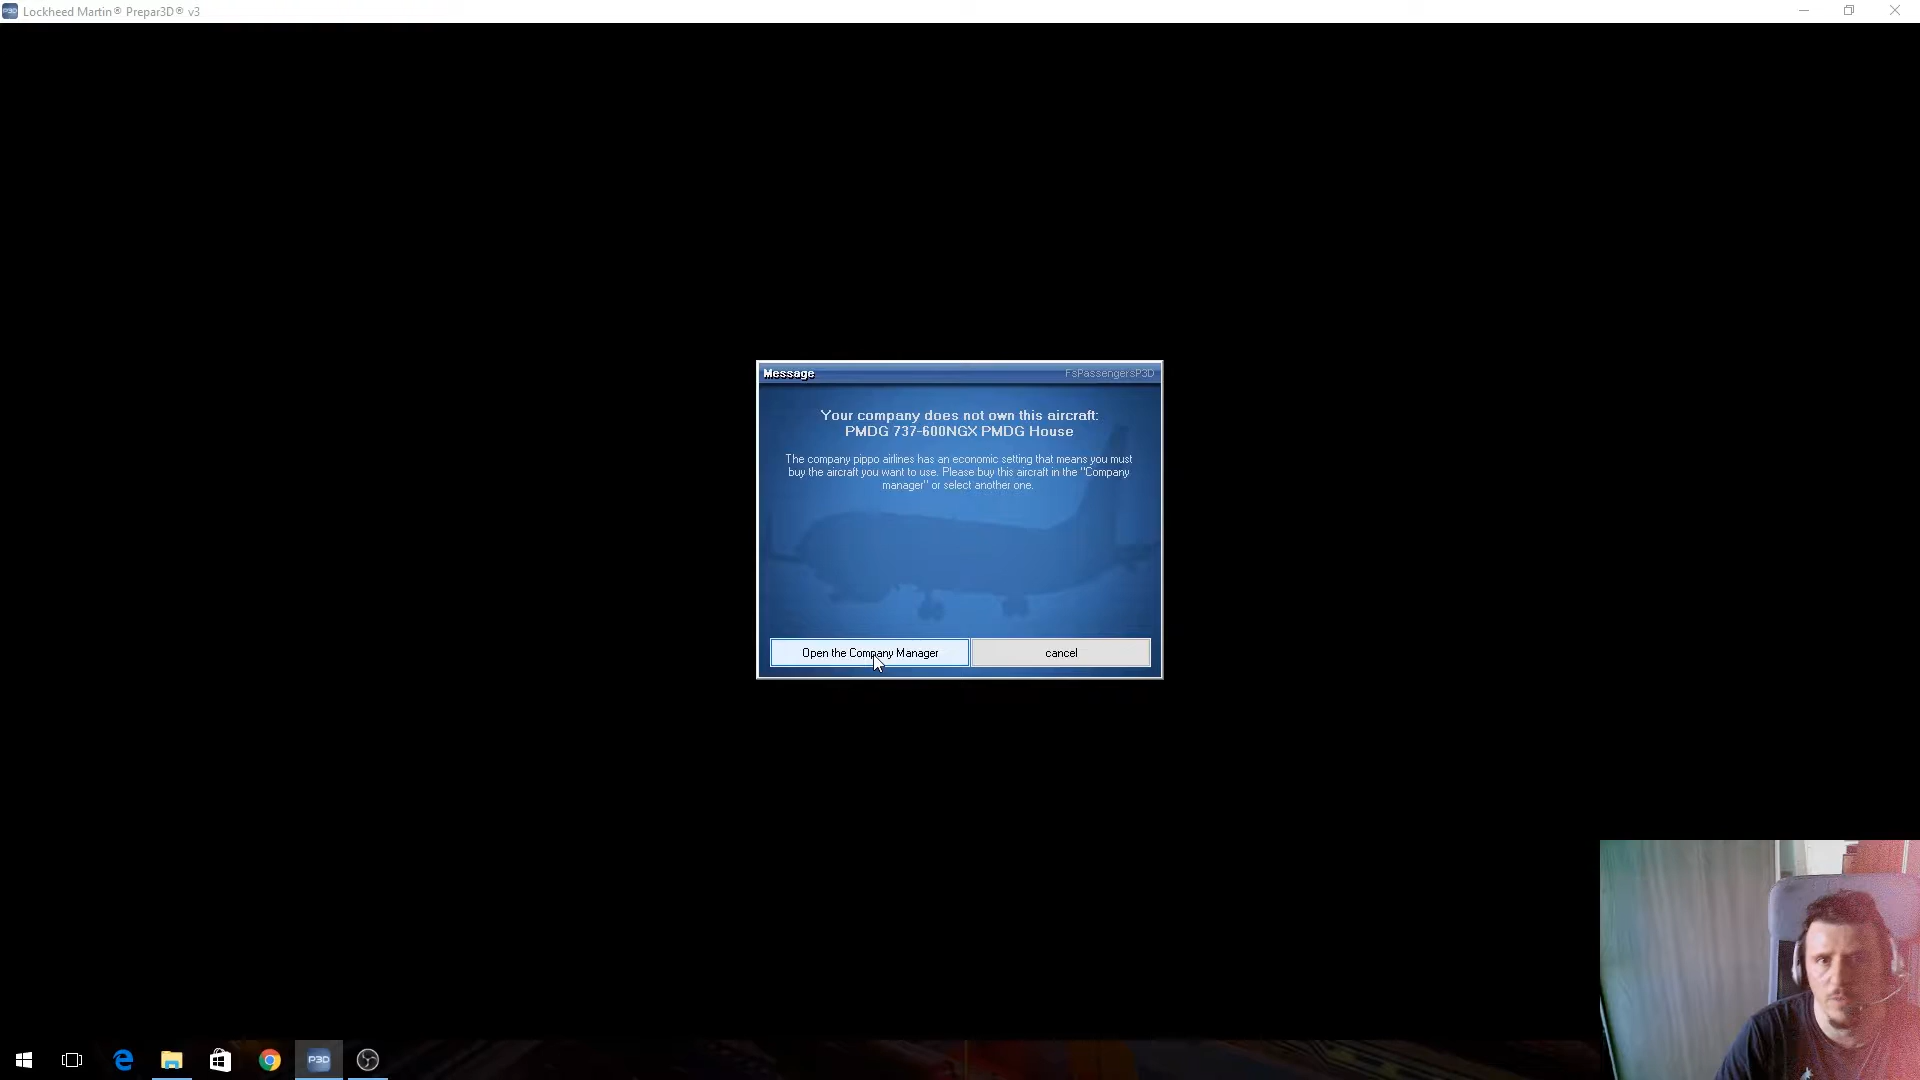 Lockheed Martin® Prepar3D® v3
Message
FsPassengersP3D
Your company does not own this aircraft:
PMDG 737-600NGX PMDG House
The company pippo airlines has an economic setting that means you must
buy the aircraft you want to use. Please buy this aircraft in the "Company
manager" or select another one.
Open the Company Manager
cancel
P3D